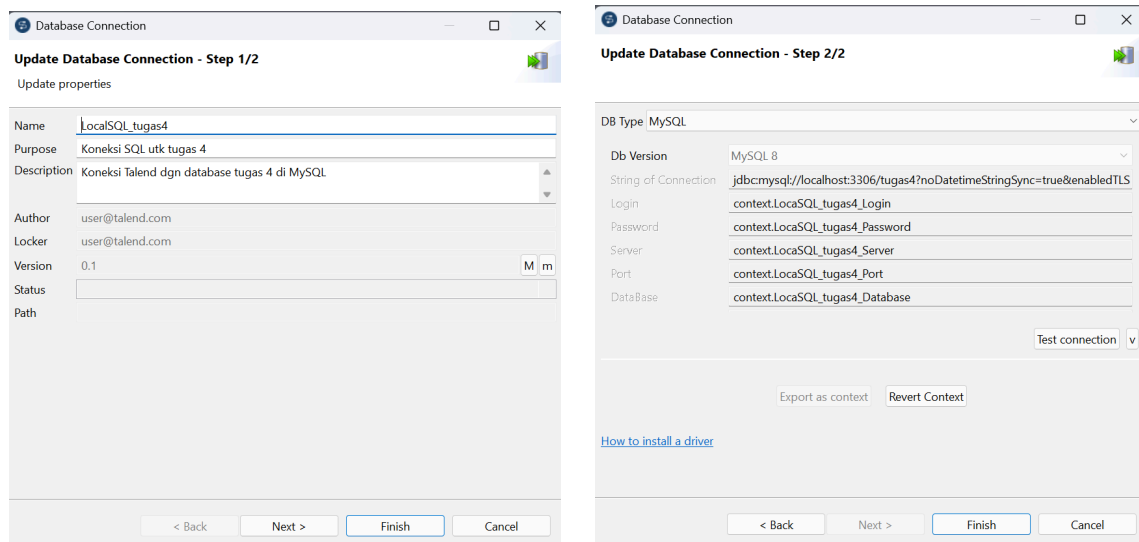 Database Connection
Update Database Connection - Step 1/2
Update properties
Name LocalSQL_tugas4
Purpose Koneksi SQL utk tugas 4
Description Koneksi Talend dgn database tugas 4 di MySQL
Author user@talend.com
Locker user@talend.com
Version 0.1 M m
Status
Path
< Back Next > Finish Cancel
Database Connection
Update Database Connection - Step 2/2
DB Type MySQL
Db Version MySQL 8
String of Connection jdbc:mysql://localhost:3306/tugas4?noDatetimeStringSync=true&enabledTLS
Login context.LocaSQL_tugas4_Login
Password context.LocaSQL_tugas4_Password
Server context.LocaSQL_tugas4_Server
Port context.LocaSQL_tugas4_Port
DataBase context.LocaSQL_tugas4_Database
Test connection v
Export as context Revert Context
How to install a driver
< Back Next > Finish Cancel